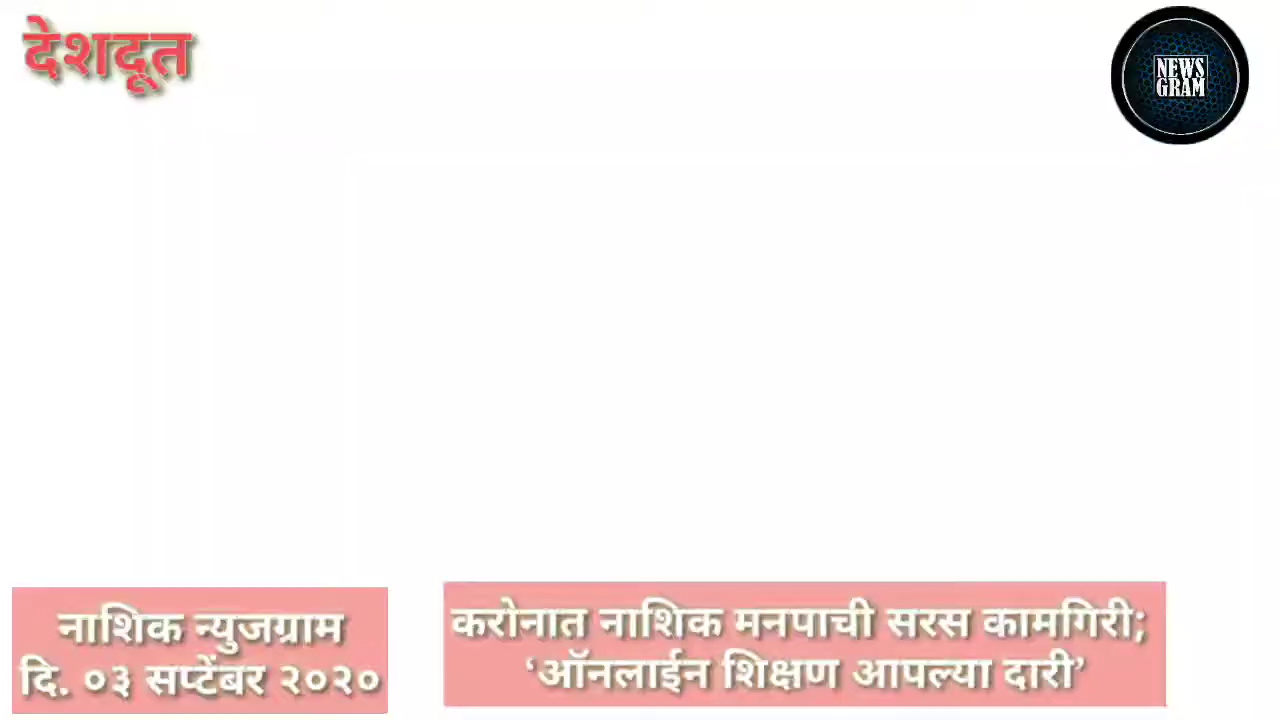 देशदूत
NEWS
GRAM
नाशिक न्युजग्राम
दि. ०३ सप्टेंबर २०२०
करोनात नाशिक मनपाची सरस कामगिरी;
‘ऑनलाईन शिक्षण आपल्या दारी’